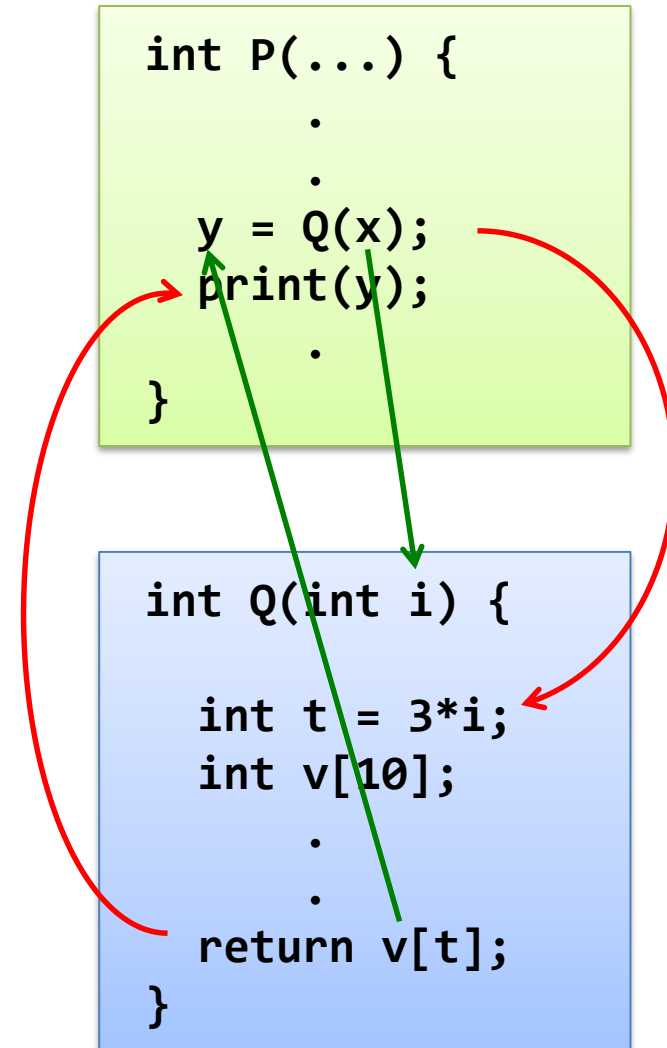 int P(...) {
.
.
y = Q(x);
print(y);
.
}
int Q(int i) {
int t = 3*i;
int v[10];
.
.
return v[t];
}